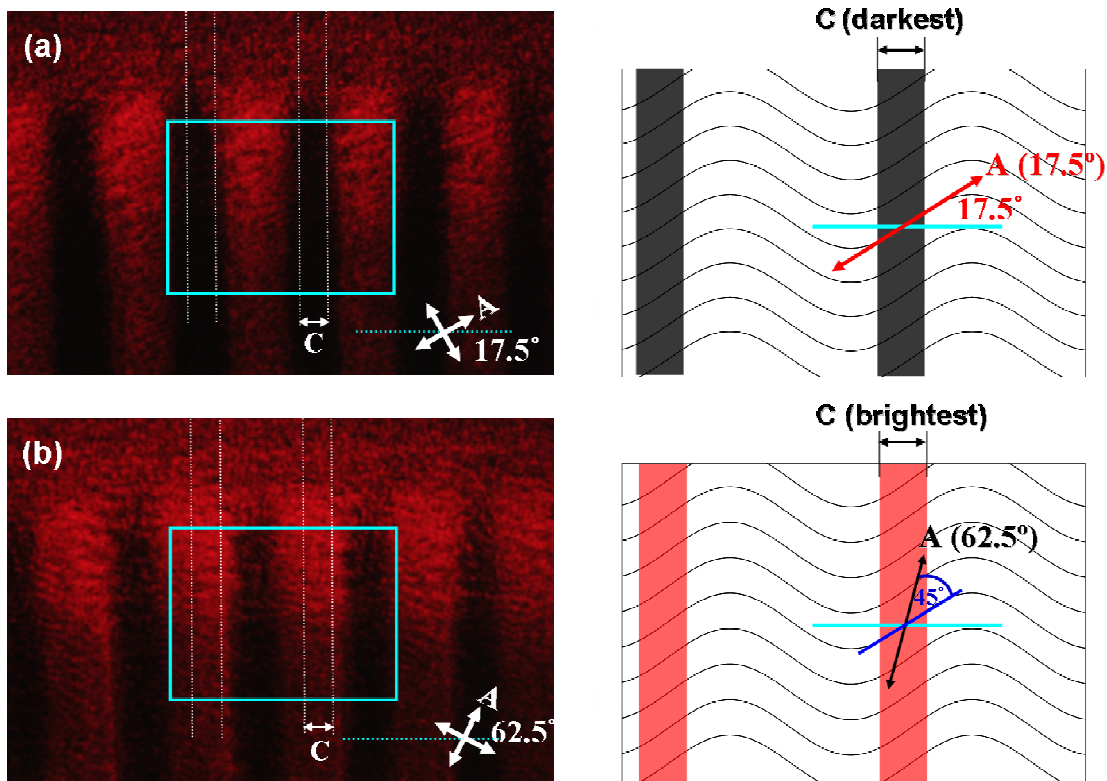 (a)
C
A
17.5°
C (darkest)
A (17.5º)
17.5°
(b)
C
A
62.5°
C (brightest)
A (62.5º)
45°